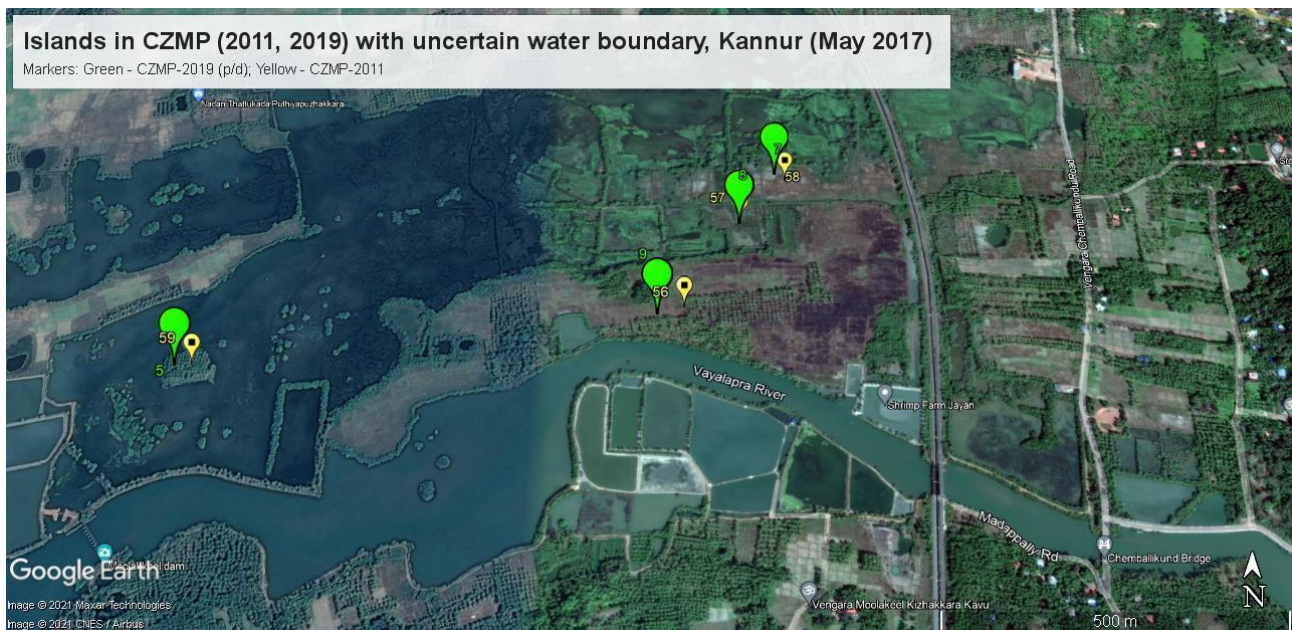 Islands in CZMP (2011, 2019) with uncertain water boundary, Kannur (May 2017)
Markers: Green - CZMP-2019 (p/d); Yellow - CZMP-2011
Nadan Thattukada Puthiyapuzhakkara
7
58
8
57
9
56
59
5
Vengara Chemballikundu Road
Vayalapra River
Shrimp Farm Jayan
Madappally Rd
Chemballikund Bridge
Google Earth
Vengara Moolakeel Kizhakkara Kavu
N
500 m
Image © 2021 Maxar Technologies
Image © 2021 CNES / Airbus